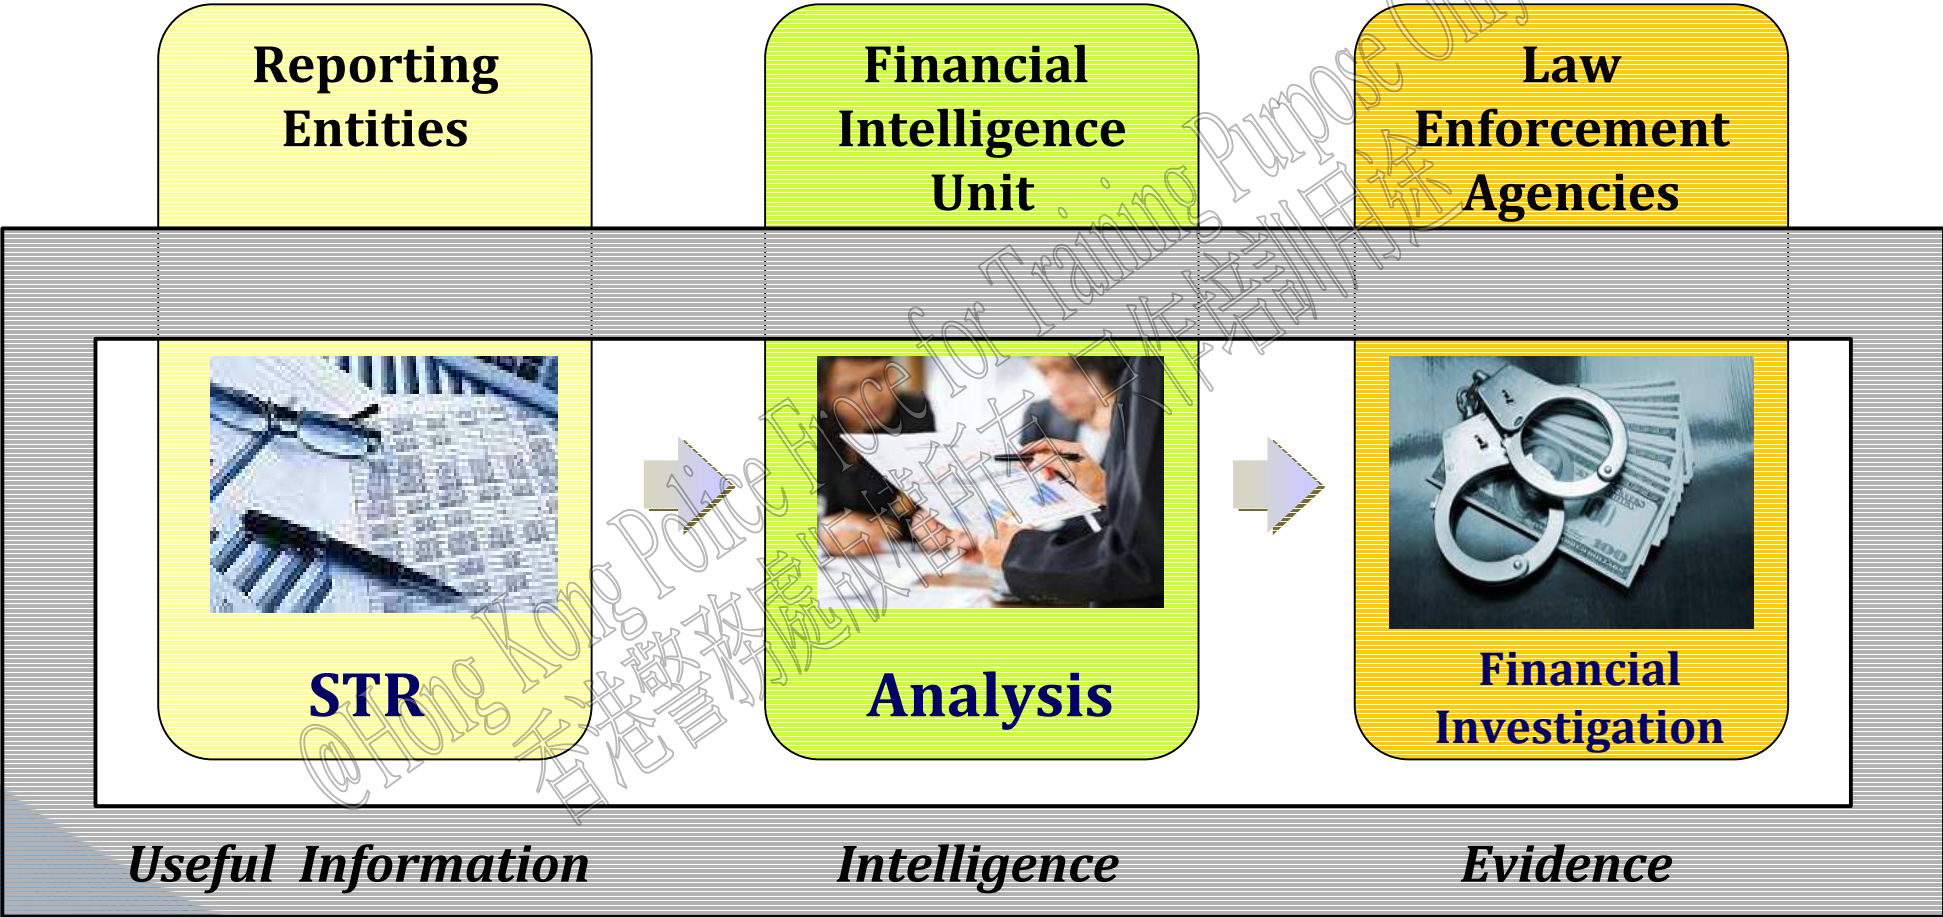 Reporting
Entities
Financial
Intelligence
Unit
Law
Enforcement
Agencies
STR
Analysis
Financial
Investigation
Useful Information
Intelligence
Evidence
@Hong Kong Police Froce for Training Purpose Only
香港警務處版權所有 只作培訓用途
100